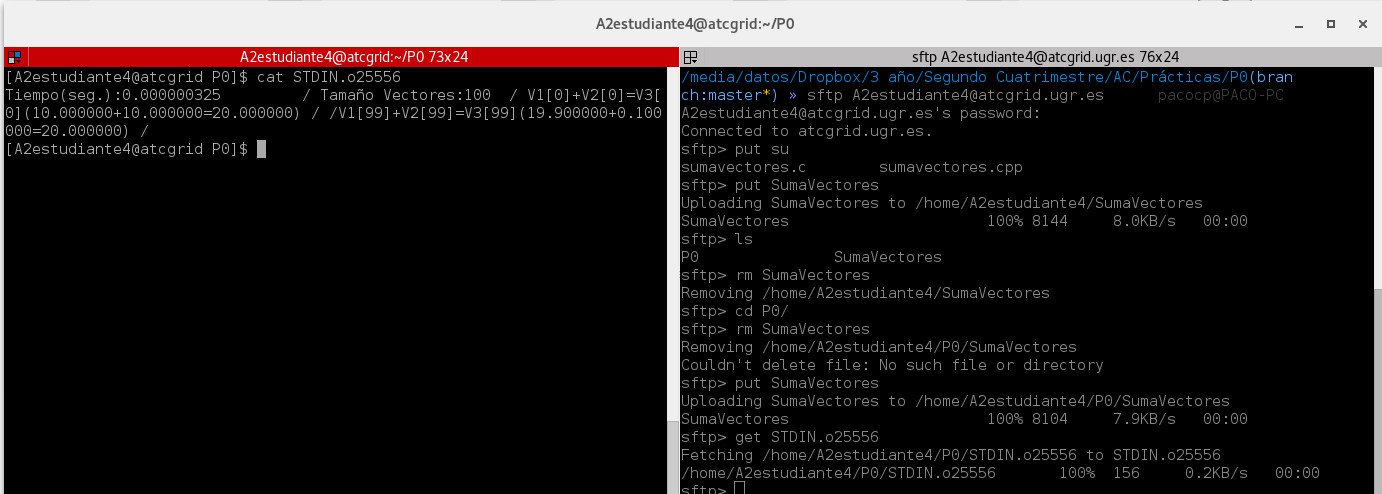 A2estudiante4@atcgrid:~/P0
A2estudiante4@atcgrid:~/P0 73x24
[A2estudiante4@atcgrid P0]$ cat STDIN.o25556
Tiempo(seg.):0.000000325         / Tamaño Vectores:100  / V1[0]+V2[0]=V3[
0](10.000000+10.000000=20.000000) / /V1[99]+V2[99]=V3[99](19.900000+0.100
000=20.000000) /
[A2estudiante4@atcgrid P0]$
sftp A2estudiante4@atcgrid.ugr.es 76x24
/media/datos/Dropbox/3 año/Segundo Cuatrimestre/AC/Prácticas/P0(bran
ch:master*) » sftp A2estudiante4@atcgrid.ugr.es      pacocp@PACO-PC
A2estudiante4@atcgrid.ugr.es's password:
Connected to atcgrid.ugr.es.
sftp> put su
sumavectores.c        sumavectores.cpp
sftp> put SumaVectores
Uploading SumaVectores to /home/A2estudiante4/SumaVectores
SumaVectores                      100% 8144     8.0KB/s   00:00
sftp> ls
P0               SumaVectores
sftp> rm SumaVectores
Removing /home/A2estudiante4/SumaVectores
sftp> cd P0/
sftp> rm SumaVectores
Removing /home/A2estudiante4/P0/SumaVectores
Couldn't delete file: No such file or directory
sftp> put SumaVectores
Uploading SumaVectores to /home/A2estudiante4/P0/SumaVectores
SumaVectores                      100% 8104     7.9KB/s   00:00
sftp> get STDIN.o25556
Fetching /home/A2estudiante4/P0/STDIN.o25556 to STDIN.o25556
/home/A2estudiante4/P0/STDIN.o25556       100%  156     0.2KB/s   00:00
sftp>